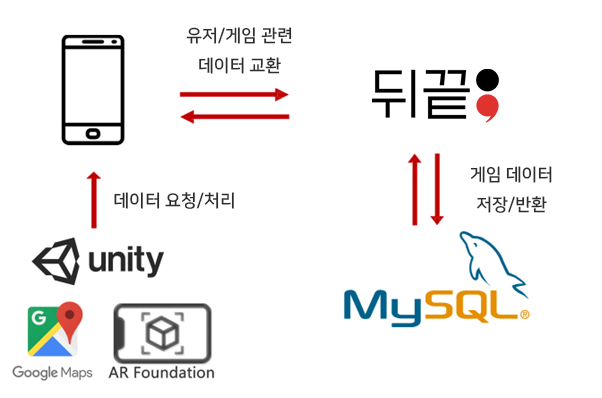 유저/게임 관련
데이터 교환
뒤끝
게임 데이터
저장/반환
데이터 요청/처리
unity
MySQL®
G
Google Maps
AR Foundation